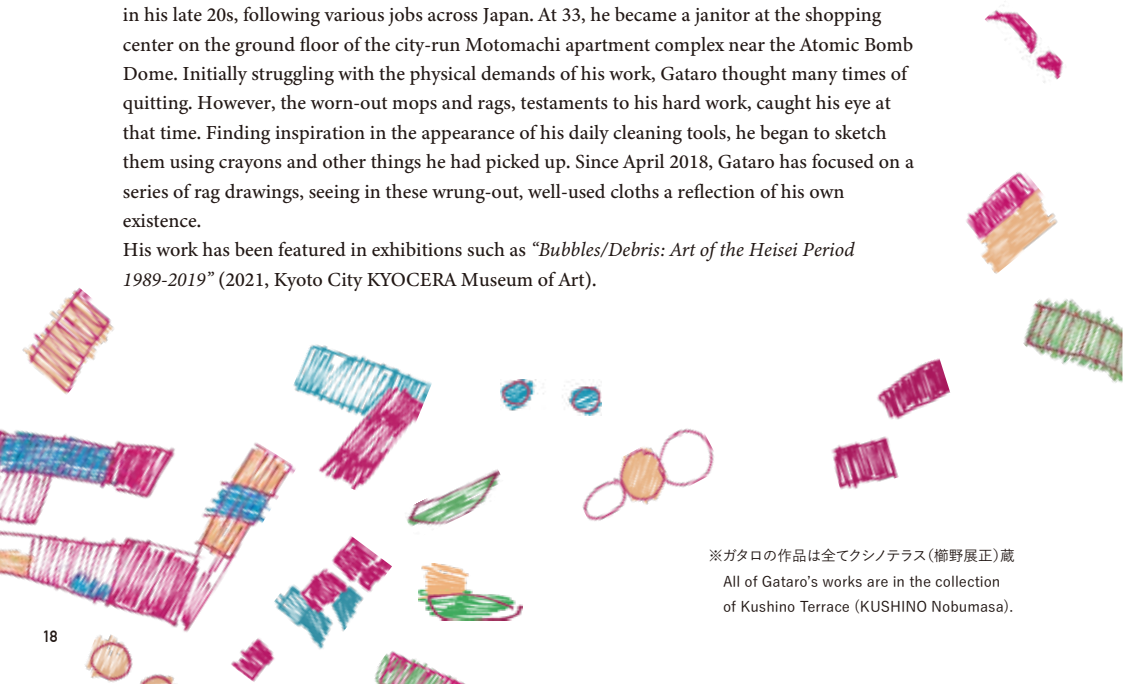 in his late 20s, following various jobs across Japan. At 33, he became a janitor at the shopping
center on the ground floor of the city-run Motomachi apartment complex near the Atomic Bomb
Dome. Initially struggling with the physical demands of his work, Gataro thought many times of
quitting. However, the worn-out mops and rags, testaments to his hard work, caught his eye at
that time. Finding inspiration in the appearance of his daily cleaning tools, he began to sketch
them using crayons and other things he had picked up. Since April 2018, Gataro has focused on a
series of rag drawings, seeing in these wrung-out, well-used cloths a reflection of his own
existence.
His work has been featured in exhibitions such as “Bubbles/Debris: Art of the Heisei Period
1989-2019” (2021, Kyoto City KYOCERA Museum of Art).
※ガタロの作品は全てクシノテラス(櫛野展正)蔵
All of Gataro’s works are in the collection
of Kushino Terrace (KUSHINO Nobumasa).
18